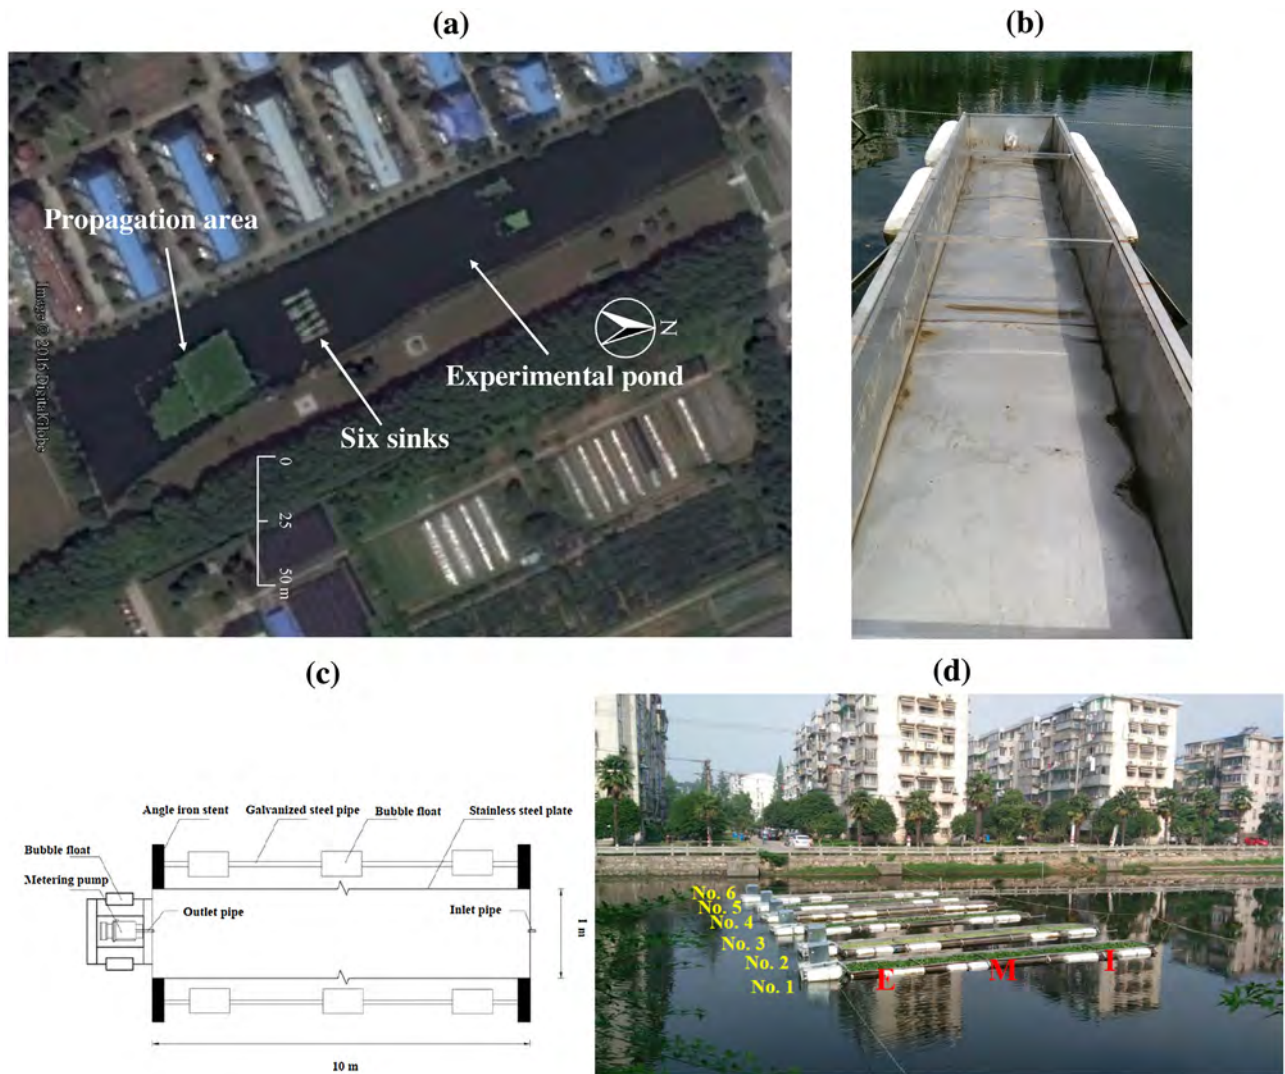 (a)
(b)
Propagation area
Experimental pond
Six sinks
N
0
25
50 m
Image © 2016 DigitalGlobe
(c)
(d)
Angle iron stent
Galvanized steel pipe
Bubble float
Stainless steel plate
Bubble float
Metering pump
Outlet pipe
Inlet pipe
1 m
10 m
No. 6
No. 5
No. 4
No. 3
No. 2
No. 1
E
M
I